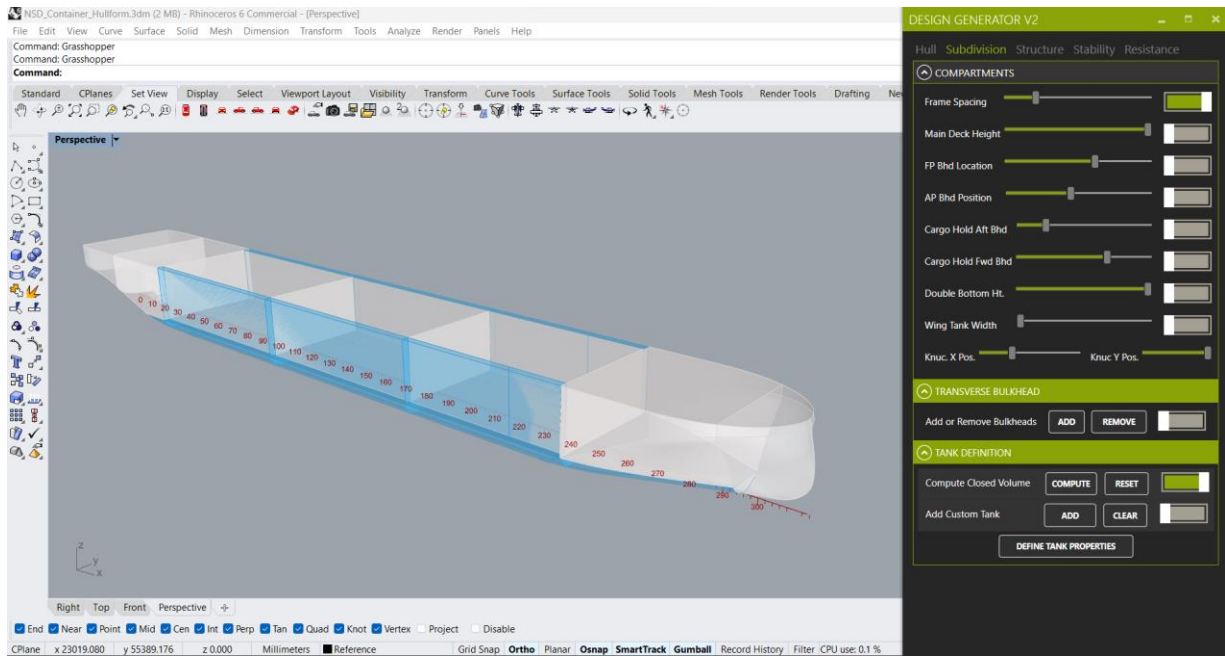 NSD_Container_Hullform.3dm (2 MB) - Rhinoceros 6 Commercial - [Perspective]
File Edit View Curve Surface Solid Mesh Dimension Transform Tools Analyze Render Panels Help
Command: Grasshopper
Command: Grasshopper
Command:
Standard CPlanes Set View Display Select Viewport Layout Visibility Transform Curve Tools Surface Tools Solid Tools Mesh Tools Render Tools Drafting Ne
Perspective
0 10 20 30 40 50 60 70 80 90 100 110 120 130 140 150 160 170 180 190 200 210 220 230 240 250 260 270 280 290 300
z
y
x
Right Top Front Perspective
End Near Point Mid Cen Int Perp Tan Quad Knot Vertex Project Disable
CPlane x 23019.080 y 55389.176 z 0.000 Millimeters Reference Grid Snap Ortho Planar Osnap SmartTrack Gumball Record History Filter CPU use: 0.1 %
DESIGN GENERATOR V2
Hull Subdivision Structure Stability Resistance
COMPARTMENTS
Frame Spacing
Main Deck Height
FP Bhd Location
AP Bhd Position
Cargo Hold Aft Bhd
Cargo Hold Fwd Bhd
Double Bottom Ht.
Wing Tank Width
Knuc. X Pos. Knuc Y Pos.
TRANSVERSE BULKHEAD
Add or Remove Bulkheads ADD REMOVE
TANK DEFINITION
Compute Closed Volume COMPUTE RESET
Add Custom Tank ADD CLEAR
DEFINE TANK PROPERTIES